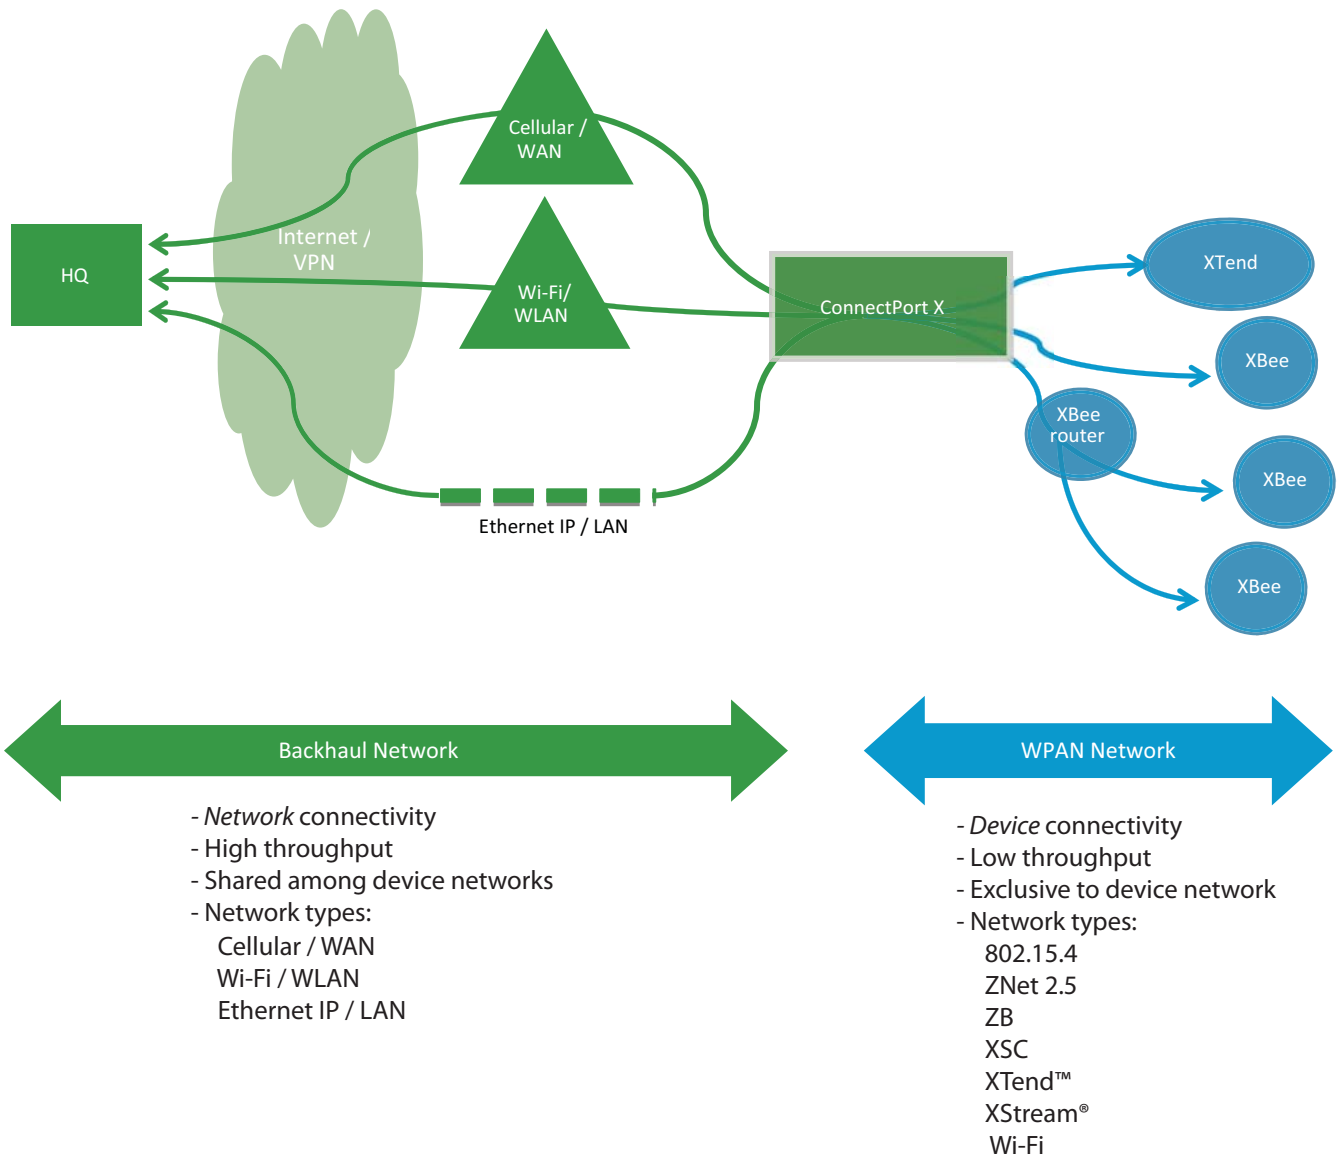 Cellular /
WAN
Internet /
VPN
HQ
Wi-Fi/
WLAN
ConnectPort X
XTend
XBee
XBee
router
XBee
XBee
Ethernet IP / LAN
Backhaul Network
- Network connectivity
- High throughput
- Shared among device networks
- Network types:
Cellular / WAN
Wi-Fi / WLAN
Ethernet IP / LAN
WPAN Network
- Device connectivity
- Low throughput
- Exclusive to device network
- Network types:
802.15.4
ZNet 2.5
ZB
XSC
XTend™
XStream®
Wi-Fi